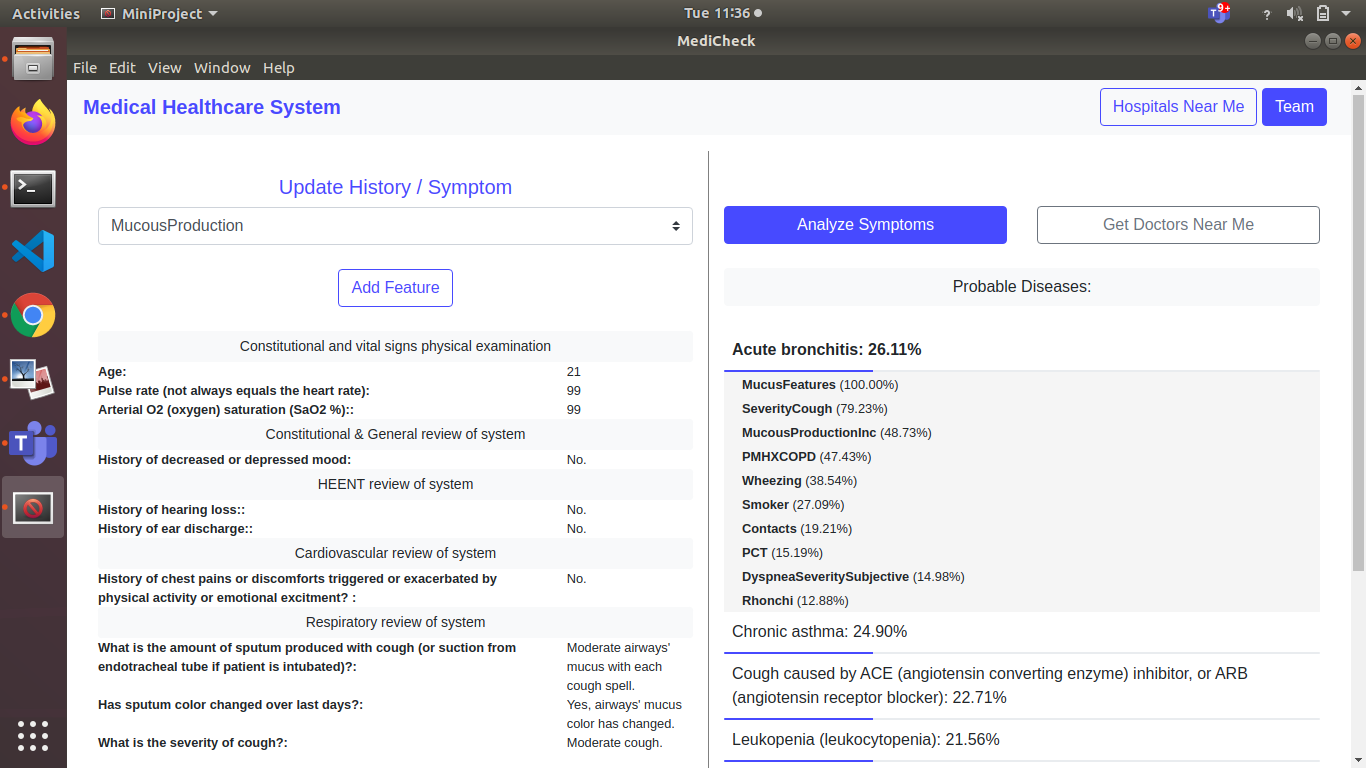 Activities
MiniProject
Tue 11:36
9+
T
?
MediCheck
File Edit View Window Help
Medical Healthcare System
Hospitals Near Me
Team
Update History / Symptom
MucousProduction
Add Feature
Constitutional and vital signs physical examination
Age: 21
Pulse rate (not always equals the heart rate): 99
Arterial O2 (oxygen) saturation (SaO2 %):: 99
Constitutional & General review of system
History of decreased or depressed mood: No.
HEENT review of system
History of hearing loss:: No.
History of ear discharge:: No.
Cardiovascular review of system
History of chest pains or discomforts triggered or exacerbated by No.
physical activity or emotional excitment? :
Respiratory review of system
What is the amount of sputum produced with cough (or suction from Moderate airways'
endotracheal tube if patient is intubated)?: mucus with each
cough spell.
Has sputum color changed over last days?: Yes, airways' mucus
color has changed.
What is the severity of cough?: Moderate cough.
Analyze Symptoms
Get Doctors Near Me
Probable Diseases:
Acute bronchitis: 26.11%
MucusFeatures (100.00%)
SeverityCough (79.23%)
MucousProductionInc (48.73%)
PMHXCOPD (47.43%)
Wheezing (38.54%)
Smoker (27.09%)
Contacts (19.21%)
PCT (15.19%)
DyspneaSeveritySubjective (14.98%)
Rhonchi (12.88%)
Chronic asthma: 24.90%
Cough caused by ACE (angiotensin converting enzyme) inhibitor, or ARB
(angiotensin receptor blocker): 22.71%
Leukopenia (leukocytopenia): 21.56%
T